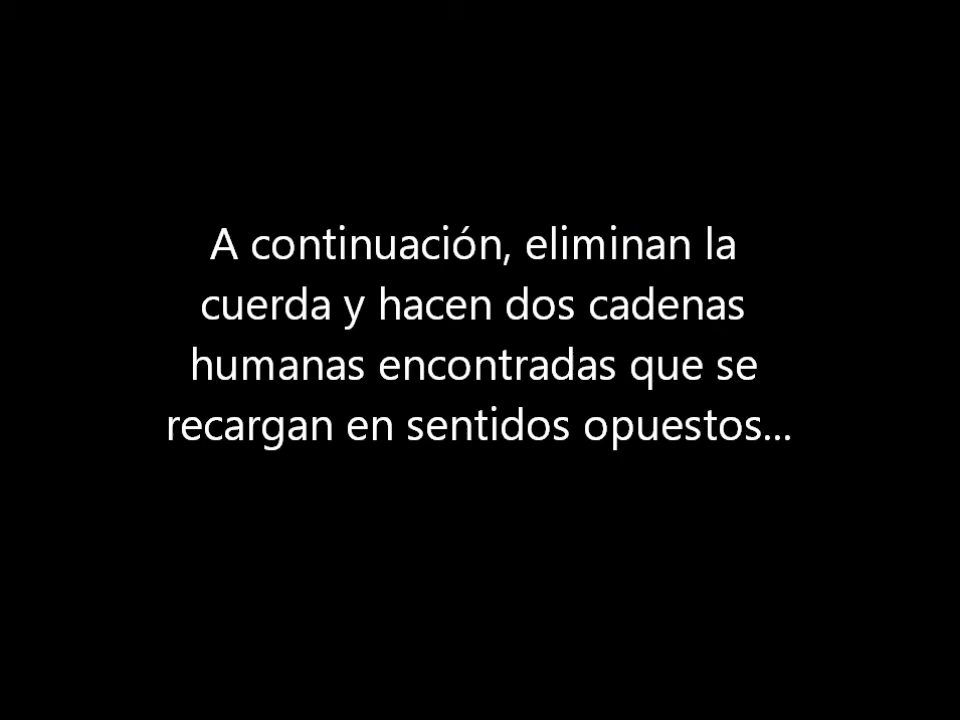 A continuación, eliminan la
cuerda y hacen dos cadenas
humanas encontradas que se
recargan en sentidos opuestos...